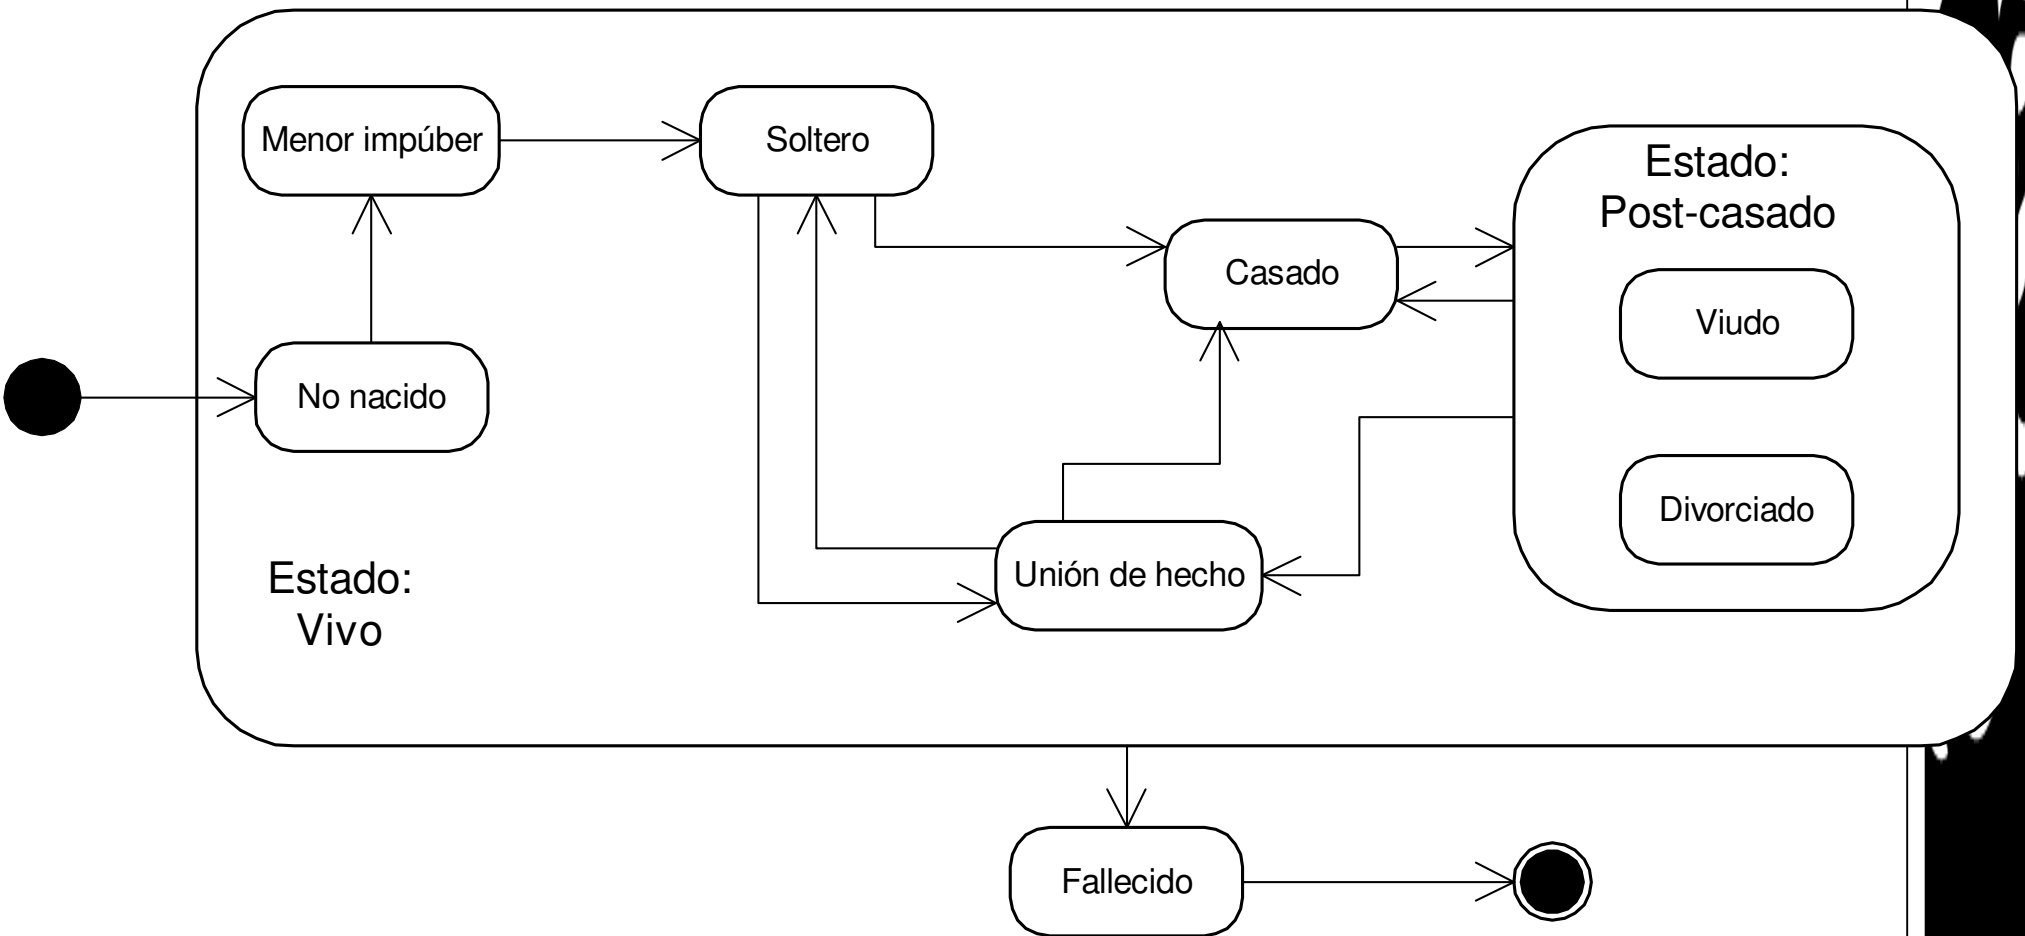 Menor impúber
Soltero
Estado:
Post-casado
Casado
Viudo
No nacido
Divorciado
Unión de hecho
Estado:
Vivo
Fallecido